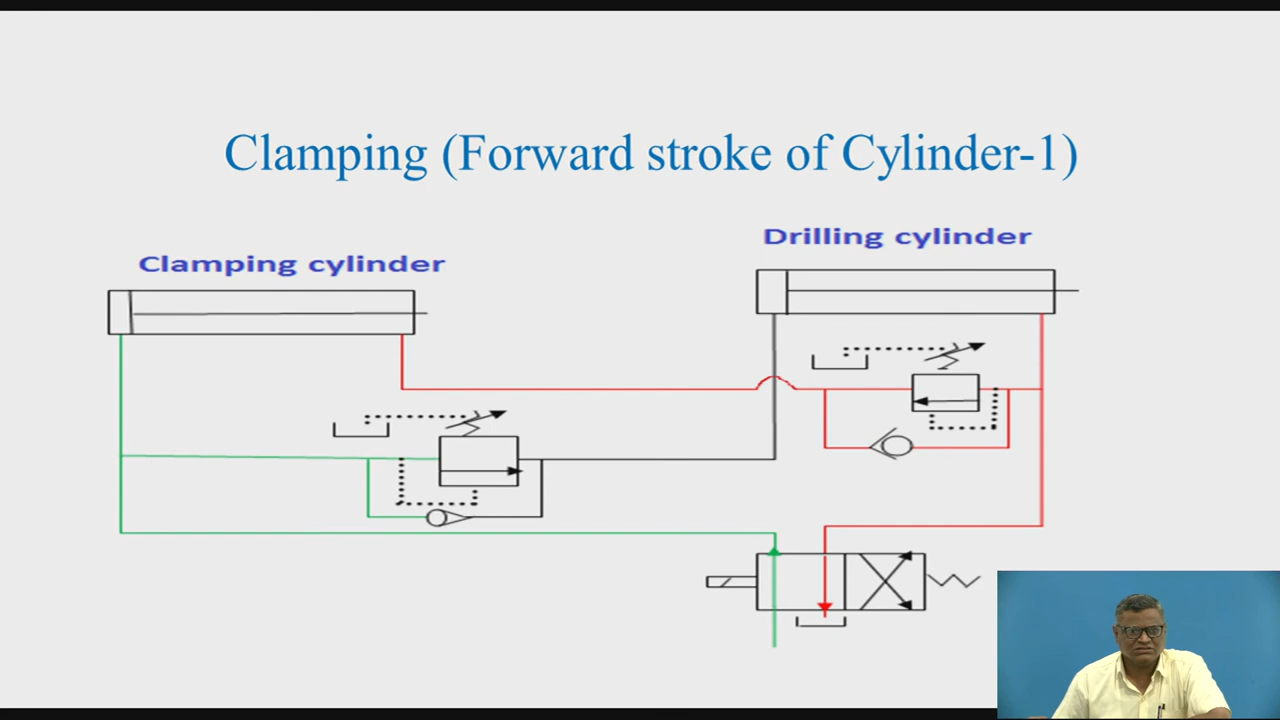 Clamping (Forward stroke of Cylinder-1)
Drilling cylinder
Clamping cylinder